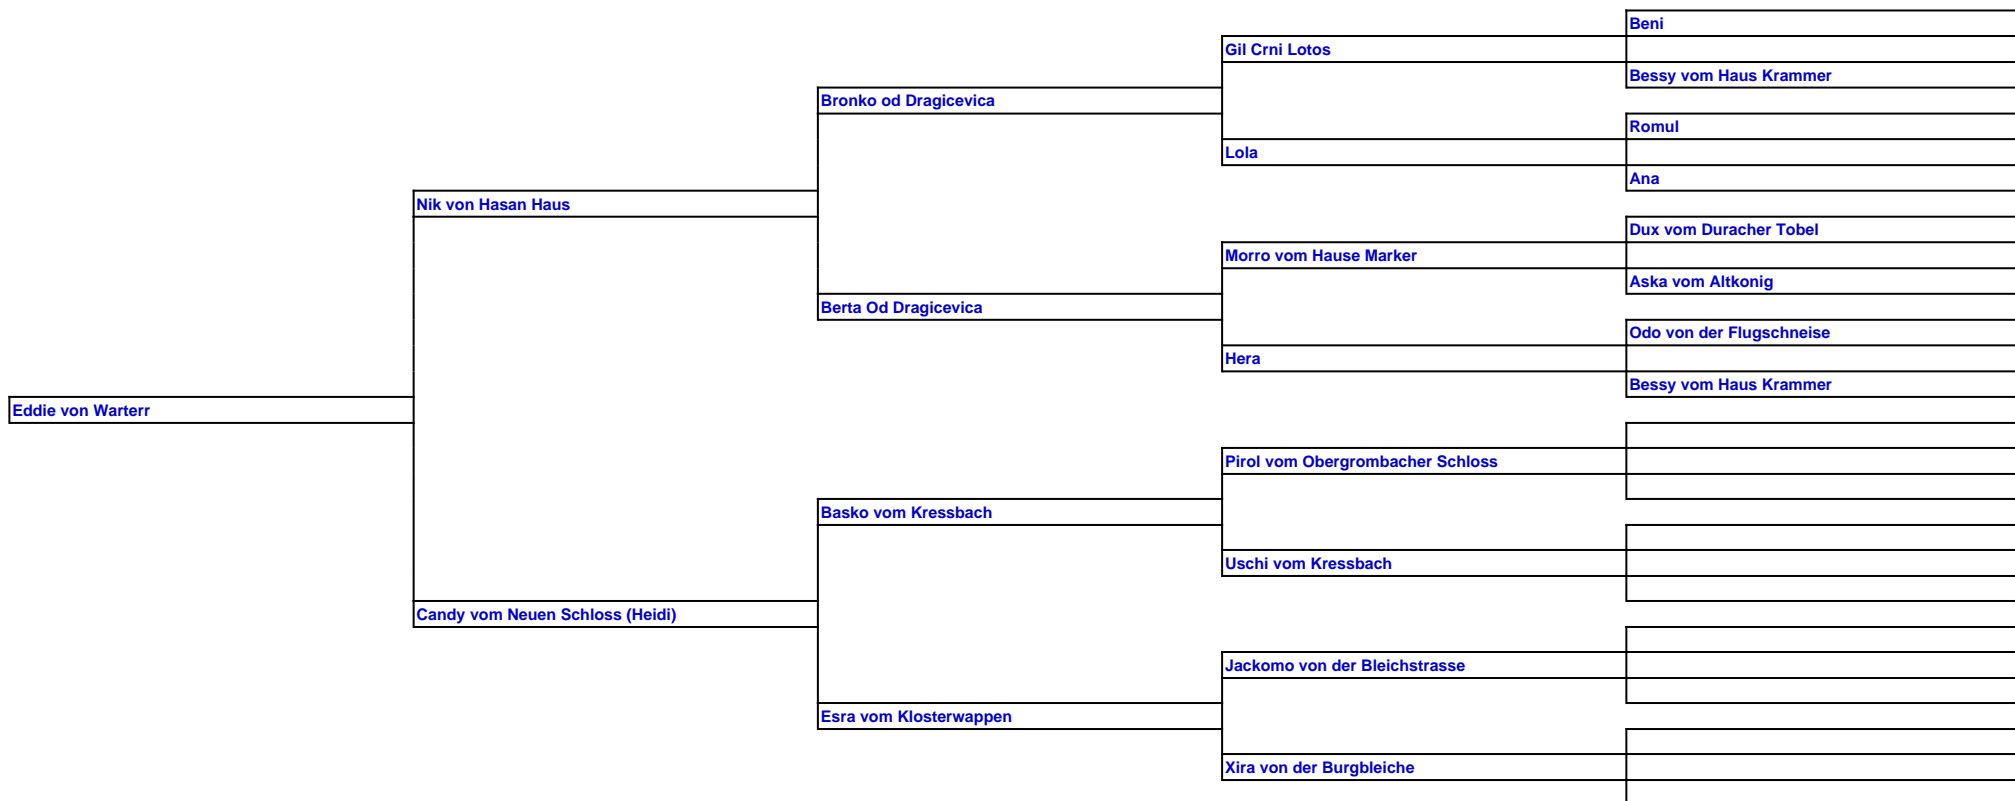 Beni
Gil Crni Lotos
Bessy vom Haus Krammer
Bronko od Dragicevica
Romul
Lola
Ana
Nik von Hasan Haus
Dux vom Duracher Tobel
Morro vom Hause Marker
Aska vom Altkonig
Berta Od Dragicevica
Odo von der Flugschneise
Hera
Bessy vom Haus Krammer
Eddie von Warterr
Pirol vom Obergrombacher Schloss
Basko vom Kressbach
Uschi vom Kressbach
Candy vom Neuen Schloss (Heidi)
Jackomo von der Bleichstrasse
Esra vom Klosterwappen
Xira von der Burgbleiche